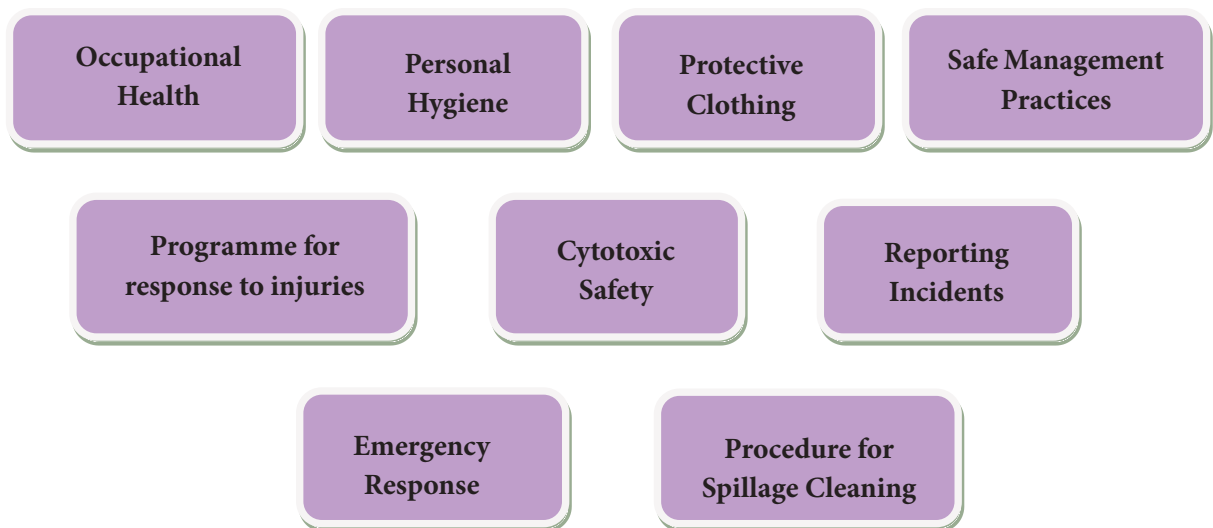 Occupational
Health
Personal
Hygiene
Protective
Clothing
Safe Management
Practices
Programme for
response to injuries
Cytotoxic
Safety
Reporting
Incidents
Emergency
Response
Procedure for
Spillage Cleaning